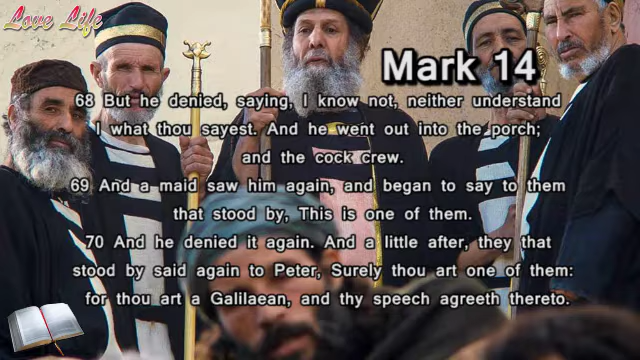 Love Life
Mark 14
68 But he denied, saying, I know not, neither understand
I what thou sayest. And he went out into the porch;
and the cock crew.
69 And a maid saw him again, and began to say to them
that stood by, This is one of them.
70 And he denied it again. And a little after, they that
stood by said again to Peter, Surely thou art one of them:
for thou art a Galilaean, and thy speech agreeth thereto.